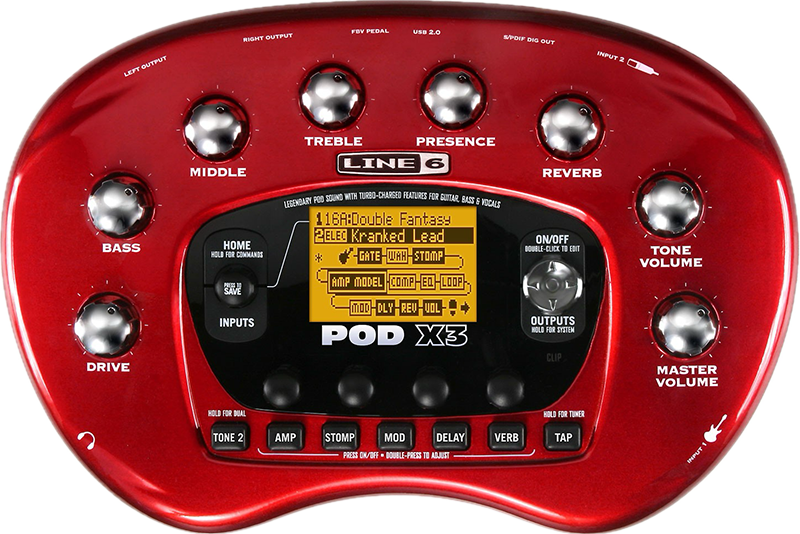 LEFT OUTPUT
RIGHT OUTPUT
FBV PEDAL
USB 2.0
S/PDIF DIG OUT
INPUT 2
TREBLE
PRESENCE
MIDDLE
REVERB
LINE 6
BASS
TONE
VOLUME
LEGENDARY POD SOUND WITH TURBO-CHARGED FEATURES FOR GUITAR, BASS & VOCALS
1 16A:Double Fantasy
2 ELEC Kranked Lead
* GATE WAH STOMP
AMP MODEL COMP EQ LOOP
MOD DLY REV VOL
HOME
HOLD FOR COMMANDS
PRESS TO
SAVE
INPUTS
ON/OFF
DOUBLE-CLICK TO EDIT
OUTPUTS
HOLD FOR SYSTEM
POD X3
CLIP
DRIVE
MASTER
VOLUME
HOLD FOR DUAL
HOLD FOR TUNER
TONE 2
AMP
STOMP
MOD
DELAY
VERB
TAP
PRESS ON/OFF • DOUBLE-PRESS TO ADJUST
INPUT 1